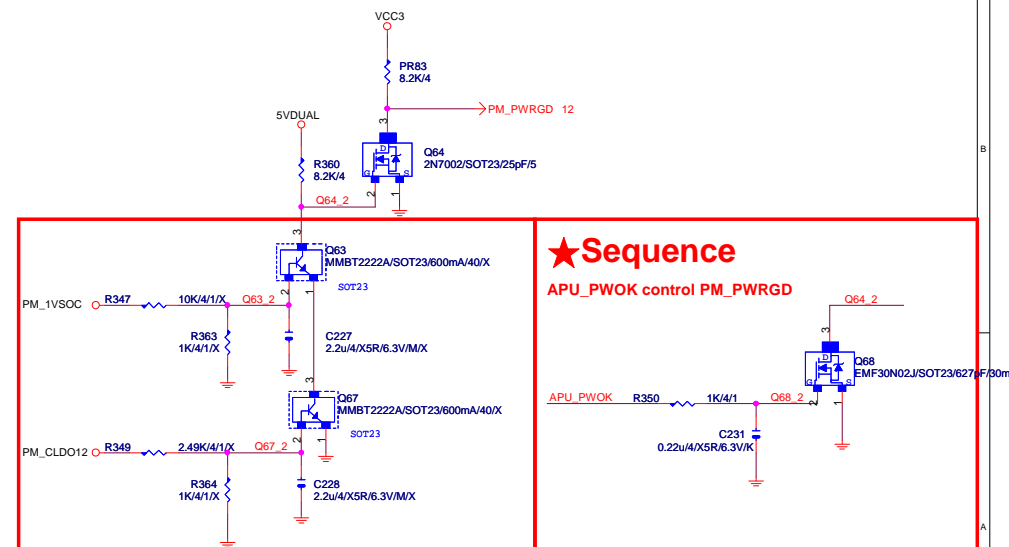 VCC3
PR83
8.2K/4
3
PM_PWRGD 12
5VDUAL
B
D
Q64
2N7002/SOT23/25pF/5
R360
8.2K/4
G
S
2
1
Q64_2
3
Q63
MMBT2222A/SOT23/600mA/40/X
SOT23
2
1
PM_1VSOC
R347
10K/4/1/X
Q63_2
R363
1K/4/1/X
C227
2.2u/4/X5R/6.3V/M/X
3
Q67
MMBT2222A/SOT23/600mA/40/X
SOT23
2
1
PM_CLDO12
R349
2.49K/4/1/X
Q67_2
R364
1K/4/1/X
C228
2.2u/4/X5R/6.3V/M/X
★Sequence
APU_PWOK control PM_PWRGD
Q64_2
3
D
Q68
EMF30N02J/SOT23/627pF/30m
G
S
2
1
APU_PWOK
R350
1K/4/1
Q68_2
C231
0.22u/4/X5R/6.3V/K
A